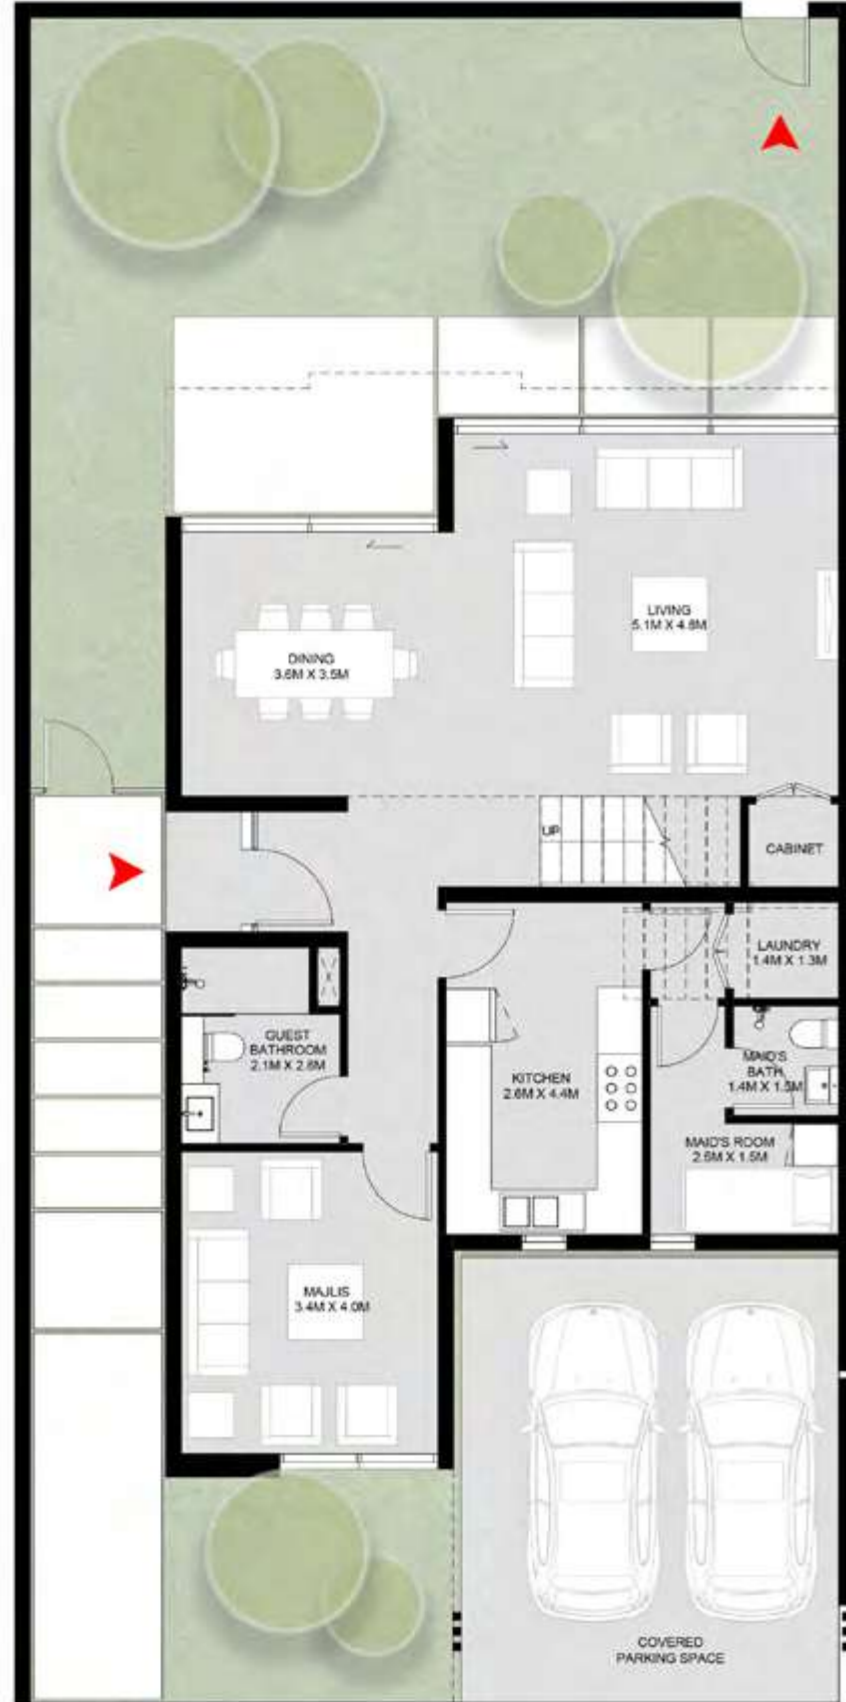 LIVING
5.1M X 4.8M
DINING
3.6M X 3.5M
UP
CABINET
LAUNDRY
1.4M X 1.3M
GUEST
BATHROOM
2.1M X 2.6M
KITCHEN
2.6M X 4.4M
MAID'S
BATH
1.4M X 1.5M
MAID'S ROOM
2.5M X 1.5M
MAJLIS
3.4M X 4.0M
COVERED
PARKING SPACE